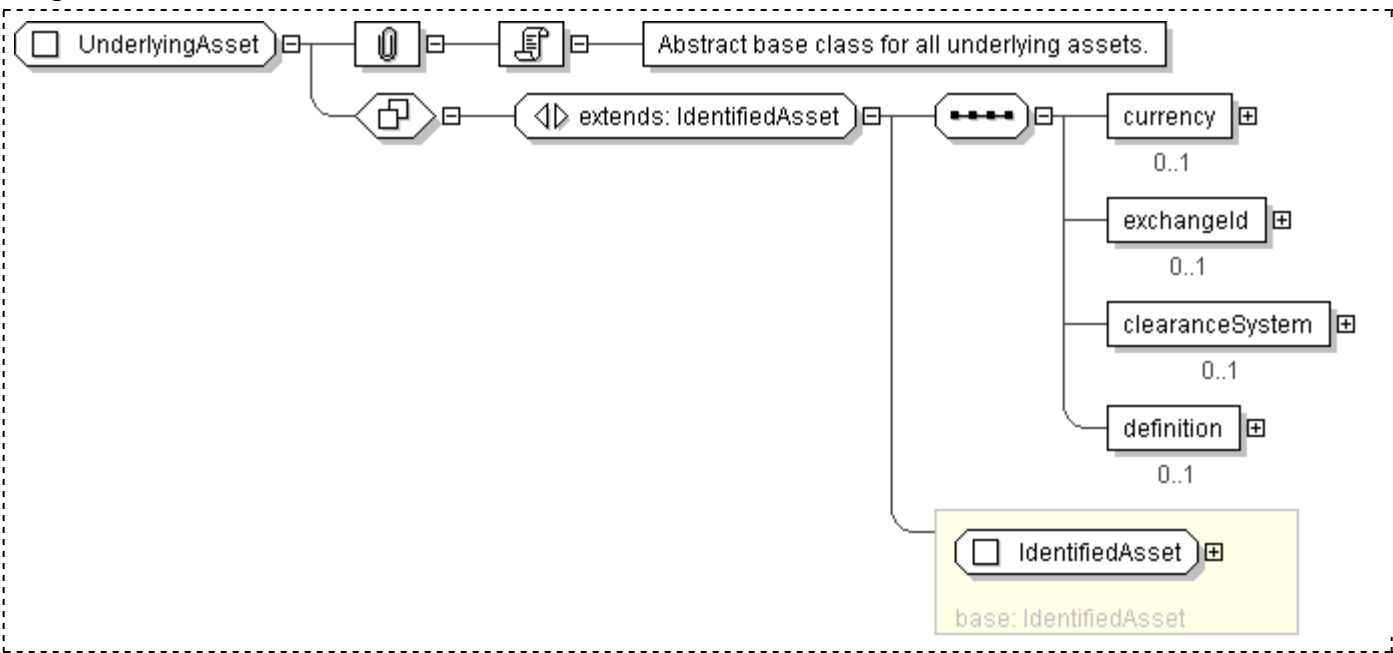 UnderlyingAsset
Abstract base class for all underlying assets.
extends: IdentifiedAsset
currency
0..1
exchangeId
0..1
clearanceSystem
0..1
definition
0..1
IdentifiedAsset
base: IdentifiedAsset